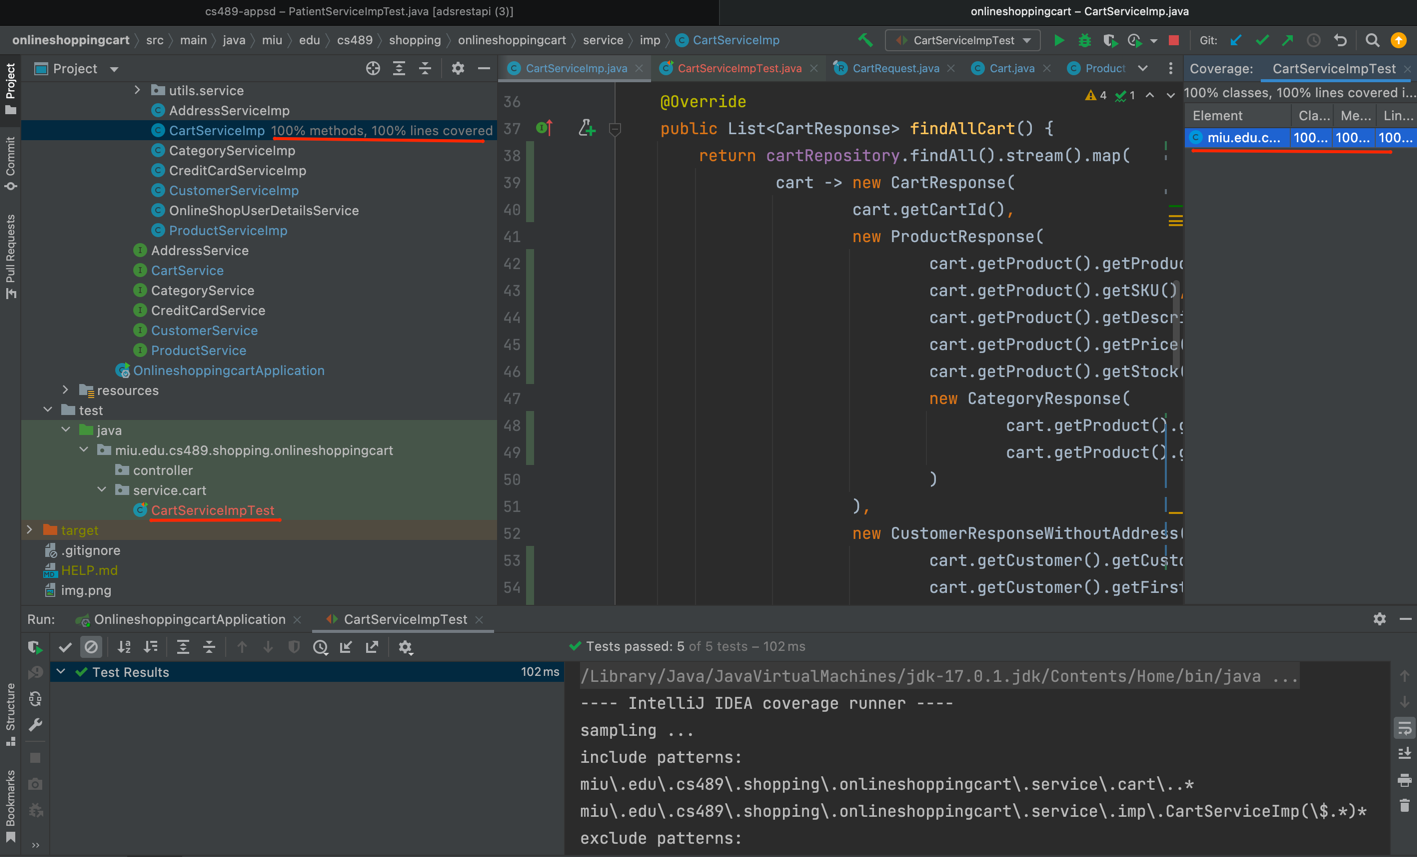 cs489-appsd – PatientServiceImpTest.java [adsrestapi (3)]
onlineshoppingcart – CartServiceImp.java
onlineshoppingcart 〉 src 〉 main 〉 java 〉 miu 〉 edu 〉 cs489 〉 shopping 〉 onlineshoppingcart 〉 service 〉 imp 〉 CartServiceImp
CartServiceImpTest
Git:
Project
Commit
Pull Requests
Structure
Bookmarks
Project
utils.service
AddressServiceImp
CartServiceImp 100% methods, 100% lines covered
CategoryServiceImp
CreditCardServiceImp
CustomerServiceImp
OnlineShopUserDetailsService
ProductServiceImp
AddressService
CartService
CategoryService
CreditCardService
CustomerService
ProductService
OnlineshoppingcartApplication
resources
test
java
miu.edu.cs489.shopping.onlineshoppingcart
controller
service.cart
CartServiceImpTest
target
.gitignore
HELP.md
img.png
CartServiceImp.java
CartServiceImpTest.java
CartRequest.java
Cart.java
Product
4
1
36 @Override
37 public List<CartResponse> findAllCart() {
38 return cartRepository.findAll().stream().map(
39 cart -> new CartResponse(
40 cart.getCartId(),
41 new ProductResponse(
42 cart.getProduct().getProduc
43 cart.getProduct().getSKU(),
44 cart.getProduct().getDescri
45 cart.getProduct().getPrice(
46 cart.getProduct().getStock(
47 new CategoryResponse(
48 cart.getProduct().g
49 cart.getProduct().g
50 )
51 ),
52 new CustomerResponseWithoutAddress(
53 cart.getCustomer().getCusto
54 cart.getCustomer().getFirst
Coverage: CartServiceImpTest
100% classes, 100% lines covered i...
Element Cla... Me... Lin...
miu.edu.c... 100... 100... 100...
Run: OnlineshoppingcartApplication CartServiceImpTest
Tests passed: 5 of 5 tests – 102 ms
Test Results 102 ms
/Library/Java/JavaVirtualMachines/jdk-17.0.1.jdk/Contents/Home/bin/java ...
---- IntelliJ IDEA coverage runner ----
sampling ...
include patterns:
miu\.edu\.cs489\.shopping\.onlineshoppingcart\.service\.cart\..*
miu\.edu\.cs489\.shopping\.onlineshoppingcart\.service\.imp\.CartServiceImp(\$.*)*
exclude patterns: